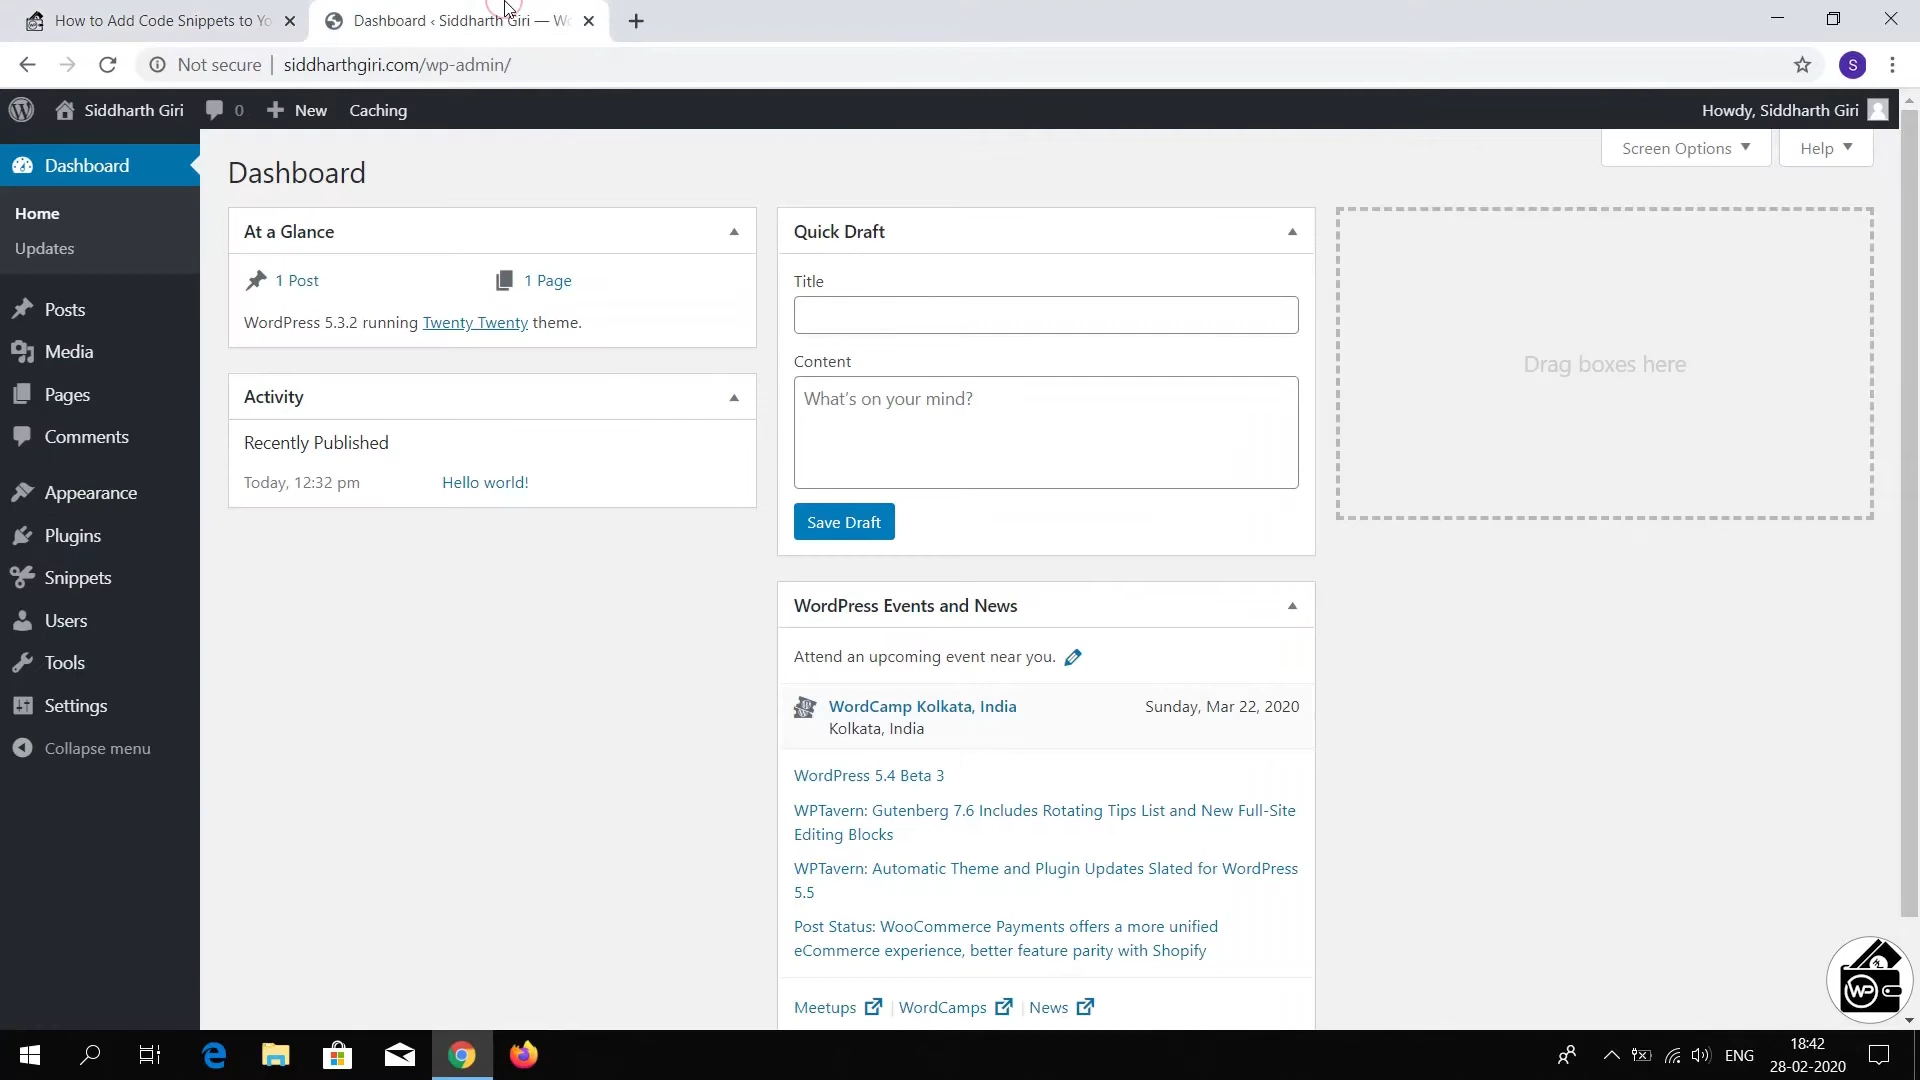 How to Add Code Snippets to Yo
Dashboard ‹ Siddharth Giri — Wo
Not secure | siddharthgiri.com/wp-admin/
S
Siddharth Giri 0 New Caching Howdy, Siddharth Giri
Dashboard
Home
Updates
Posts
Media
Pages
Comments
Appearance
Plugins
Snippets
Users
Tools
Settings
Collapse menu
Screen Options Help
Dashboard
At a Glance
1 Post 1 Page
WordPress 5.3.2 running Twenty Twenty theme.
Activity
Recently Published
Today, 12:32 pm Hello world!
Quick Draft
Title
Content
What's on your mind?
Save Draft
WordPress Events and News
Attend an upcoming event near you.
WordCamp Kolkata, India Sunday, Mar 22, 2020
Kolkata, India
WordPress 5.4 Beta 3
WPTavern: Gutenberg 7.6 Includes Rotating Tips List and New Full-Site
Editing Blocks
WPTavern: Automatic Theme and Plugin Updates Slated for WordPress
5.5
Post Status: WooCommerce Payments offers a more unified
eCommerce experience, better feature parity with Shopify
Meetups | WordCamps | News
Drag boxes here
WP
ENG
18:42
28-02-2020